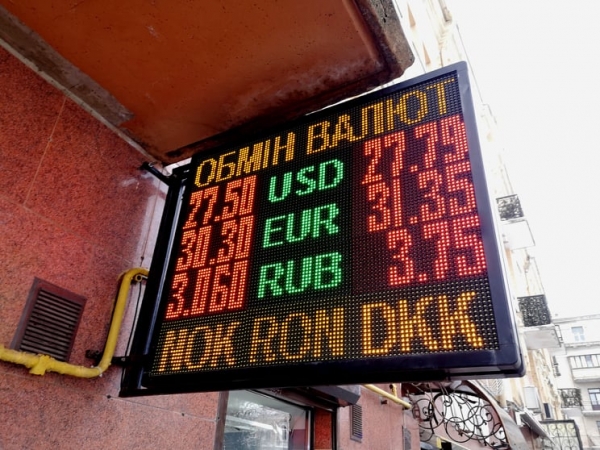 ОБМІН ВАЛЮТ
27.50 USD 27.79
30.30 EUR 31.35
3.060 RUB 3.75
NOK RON DKK